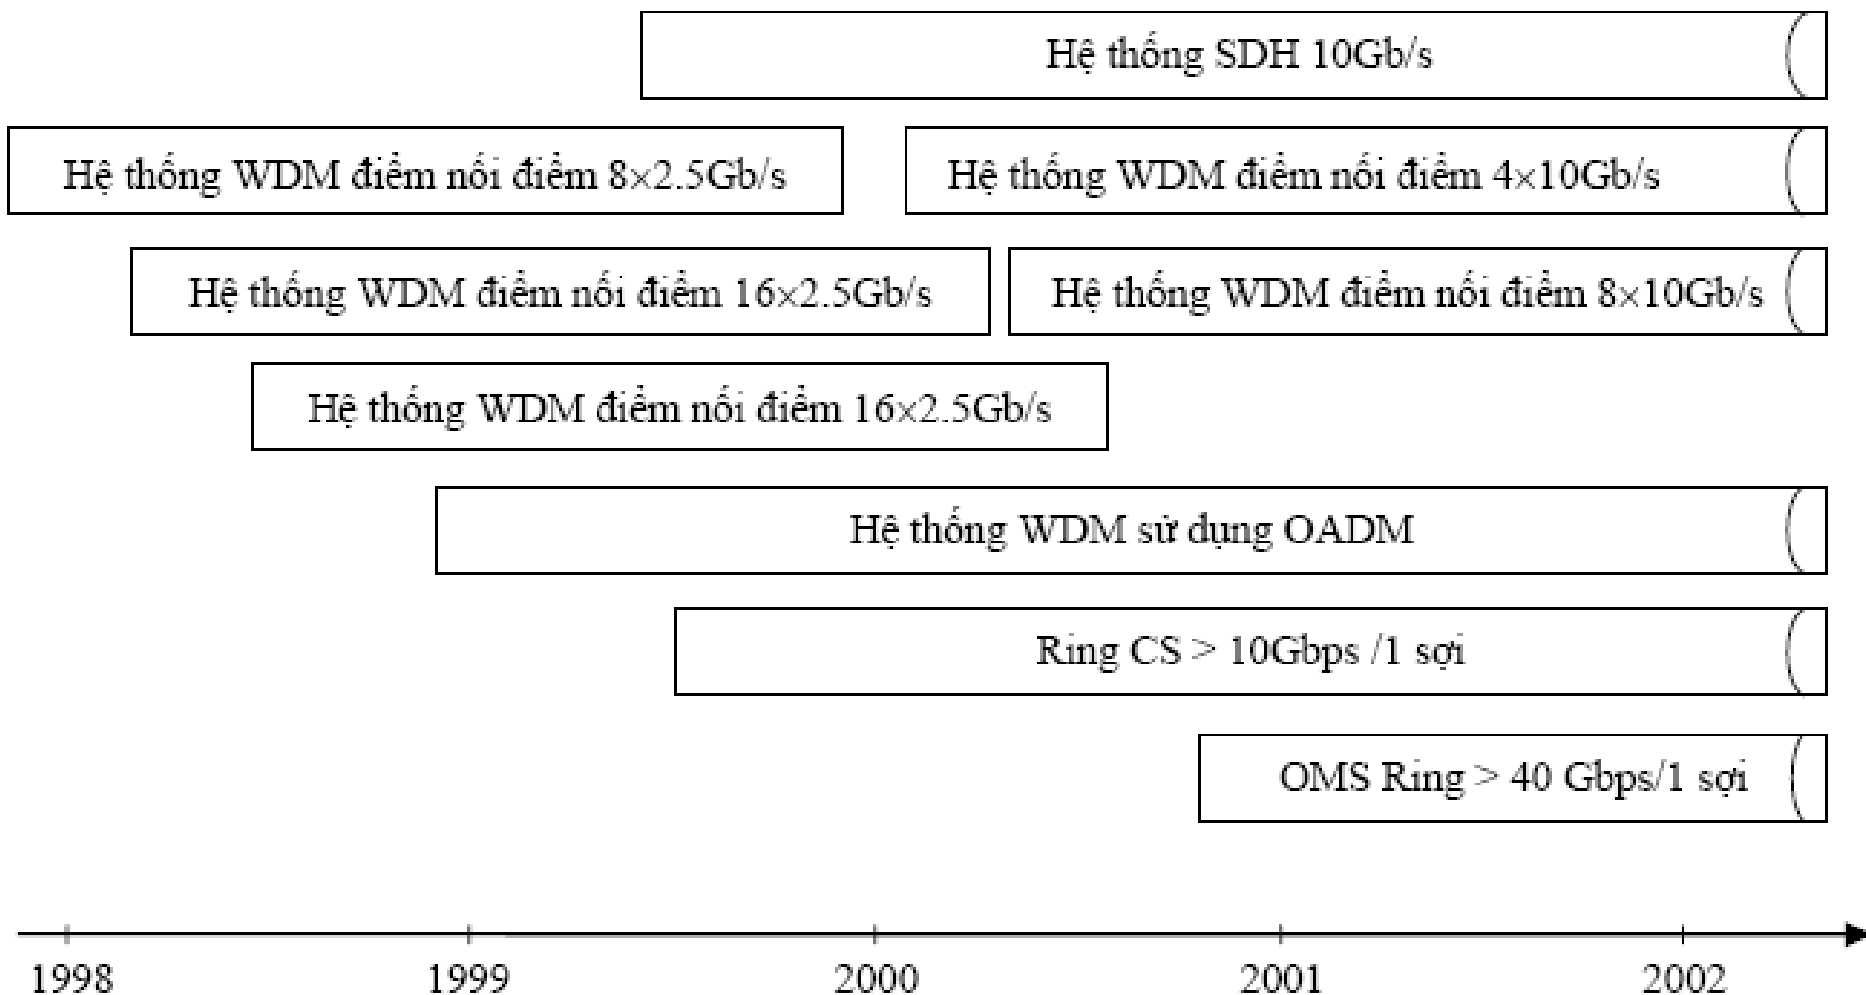 Hệ thống SDH 10Gb/s
Hệ thống WDM điểm nối điểm 8×2.5Gb/s
Hệ thống WDM điểm nối điểm 4×10Gb/s
Hệ thống WDM điểm nối điểm 16×2.5Gb/s
Hệ thống WDM điểm nối điểm 8×10Gb/s
Hệ thống WDM điểm nối điểm 16×2.5Gb/s
Hệ thống WDM sử dụng OADM
Ring CS > 10Gbps /1 sợi
OMS Ring > 40 Gbps/1 sợi
1998 1999 2000 2001 2002